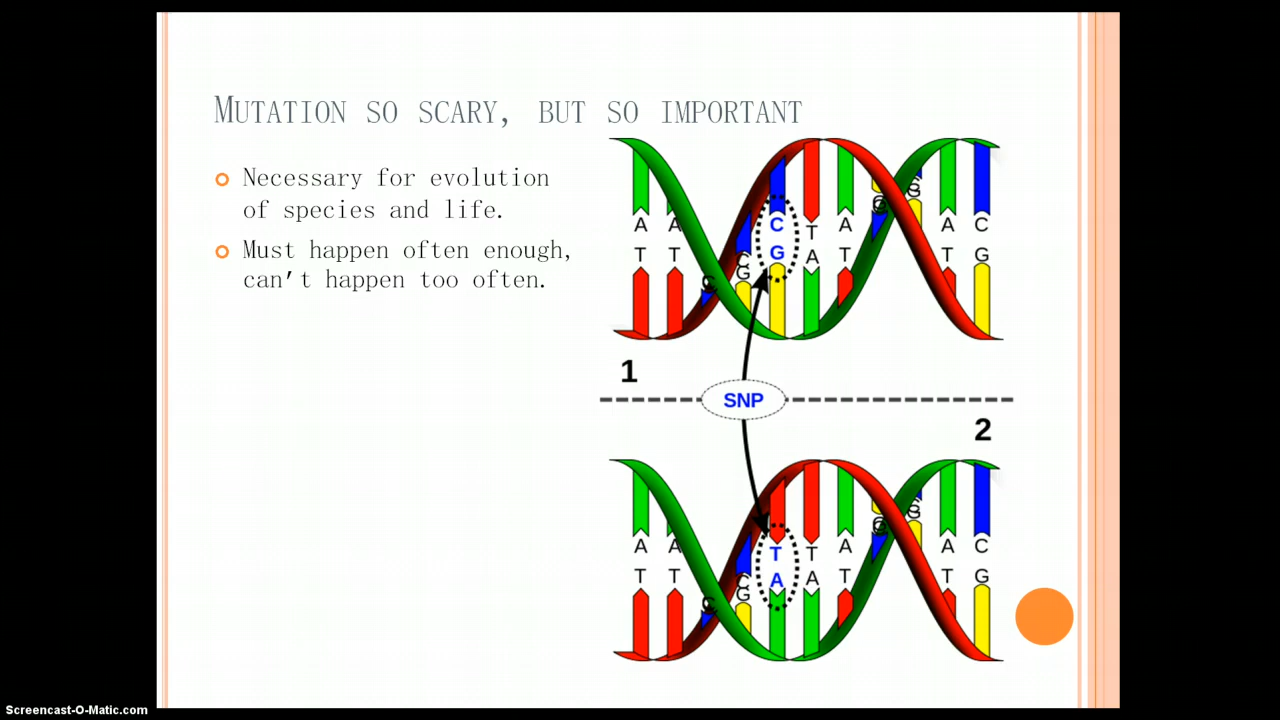 Mutation so scary, but so important
Necessary for evolution
of species and life.
Must happen often enough,
can't happen too often.
A A C C T A G G A C
T T G G A T C T G
1
SNP
2
A A C T T A G G A C
T T G A A T C T G
Screencast-O-Matic.com